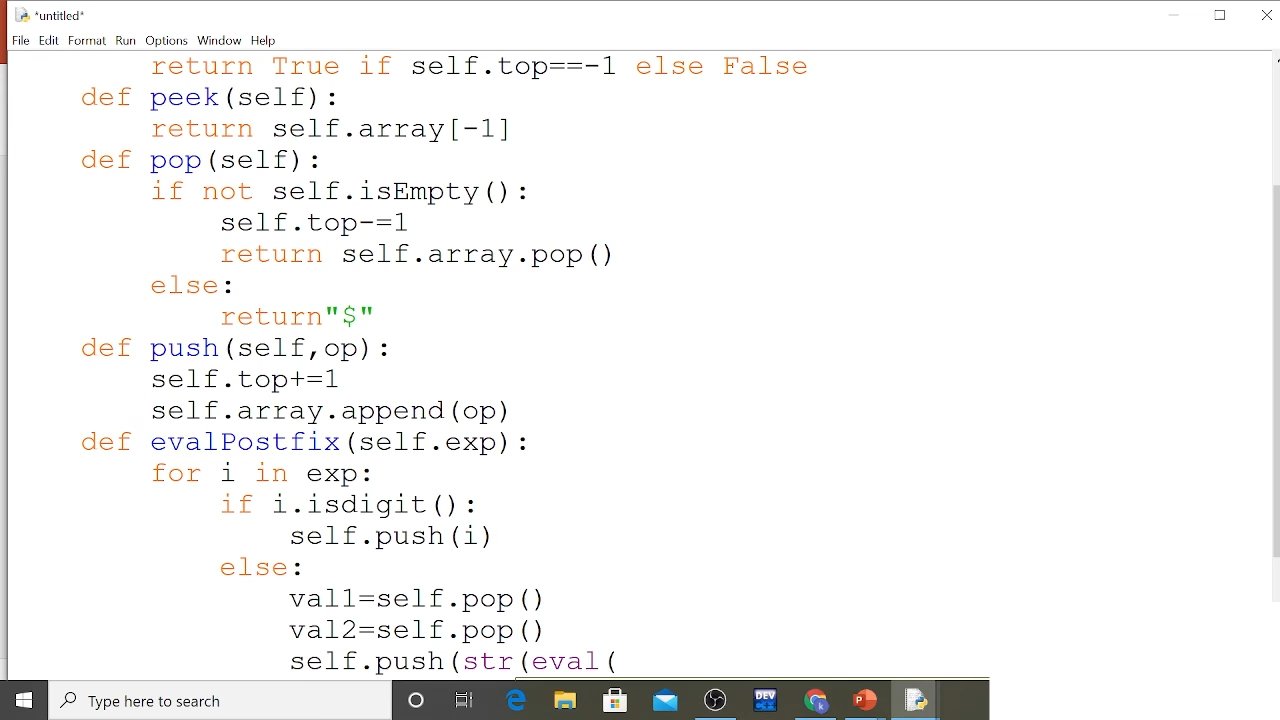 *untitled*
File Edit Format Run Options Window Help
return True if self.top==-1 else False
def peek(self):
return self.array[-1]
def pop(self):
if not self.isEmpty():
self.top-=1
return self.array.pop()
else:
return"$"
def push(self,op):
self.top+=1
self.array.append(op)
def evalPostfix(self.exp):
for i in exp:
if i.isdigit():
self.push(i)
else:
val1=self.pop()
val2=self.pop()
self.push(str(eval(
Type here to search